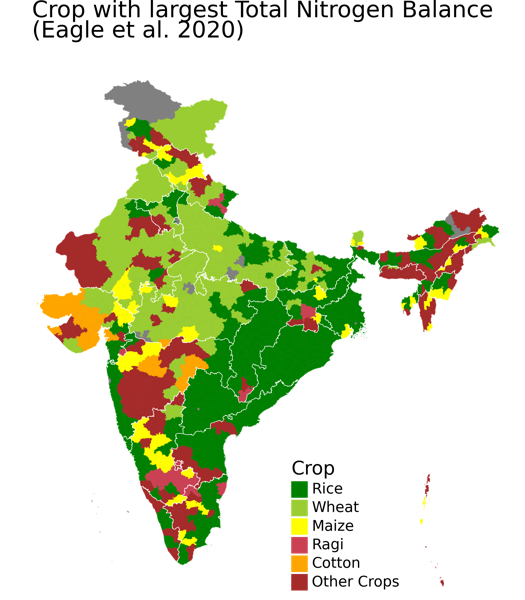 Crop with largest Total Nitrogen Balance
(Eagle et al. 2020)
Crop
Rice
Wheat
Maize
Ragi
Cotton
Other Crops